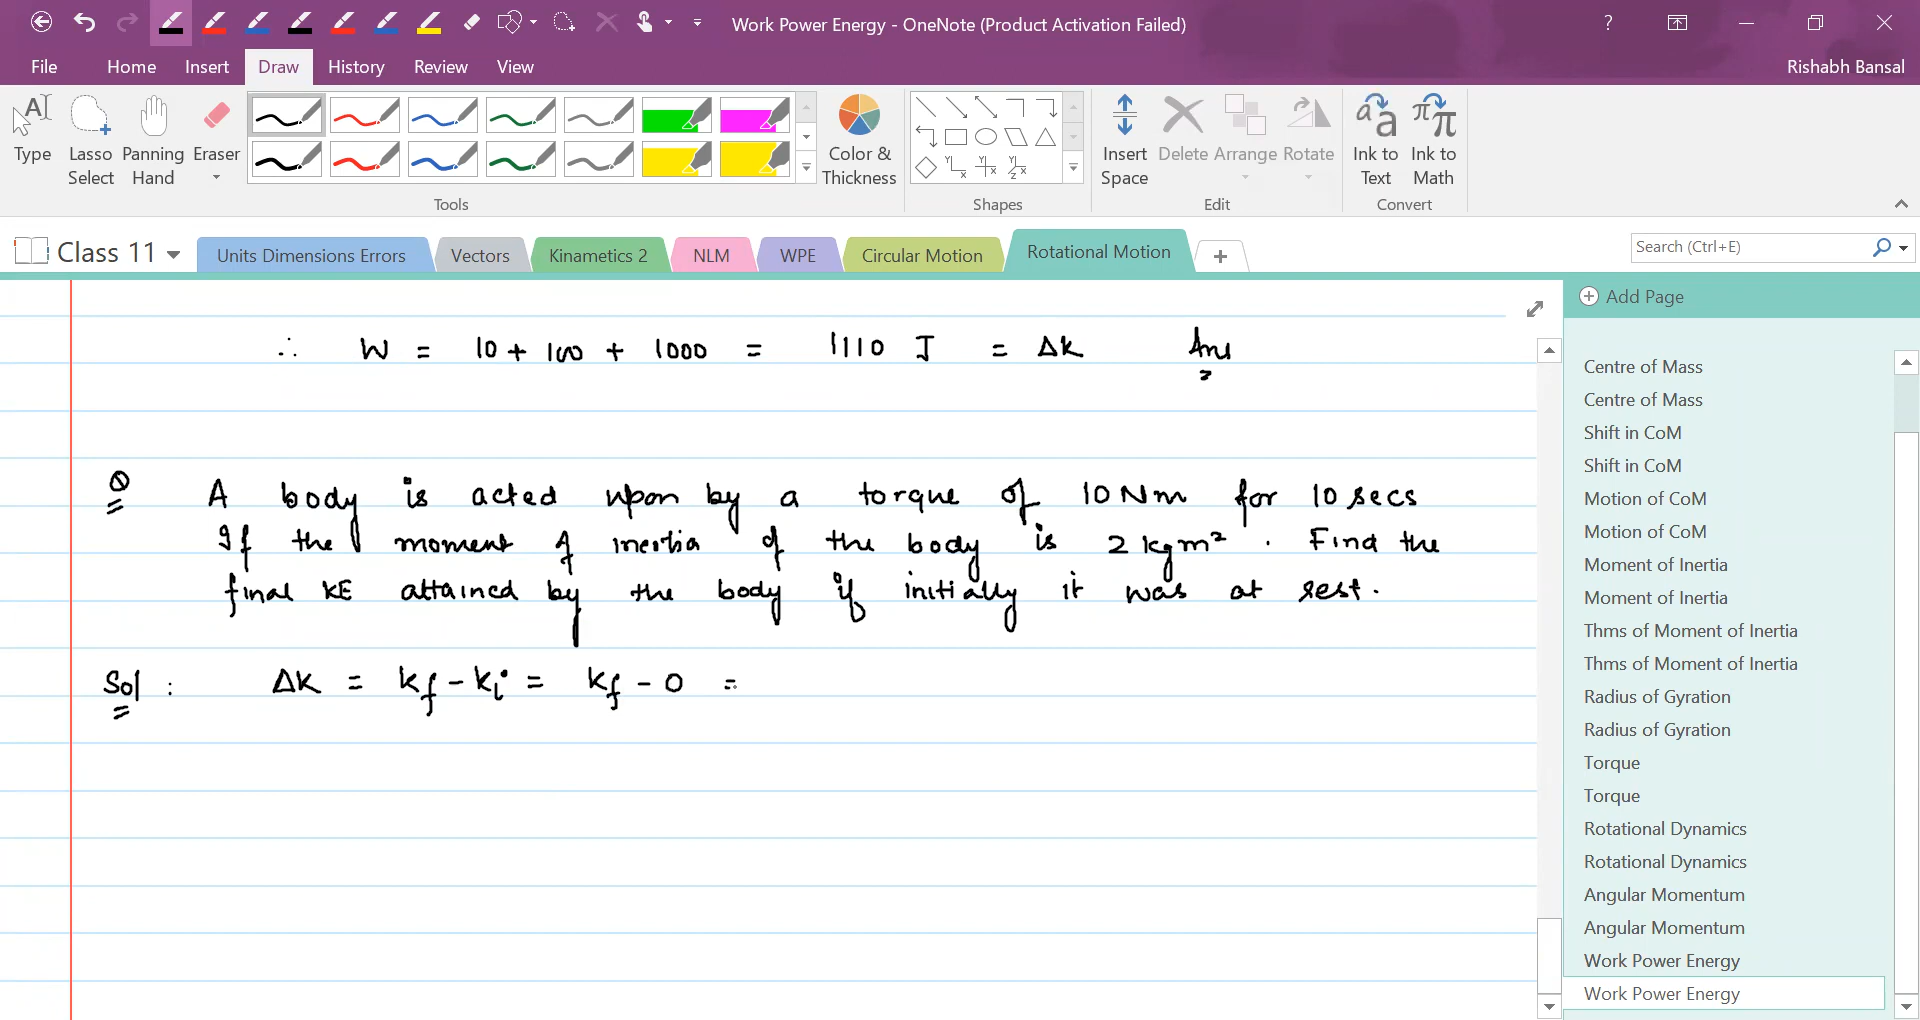 Work Power Energy - OneNote (Product Activation Failed)
?
File Home Insert Draw History Review View
Rishabh Bansal
Type
Lasso Select
Panning Hand
Eraser
Color & Thickness
Insert Space
Delete
Arrange
Rotate
Ink to Text
Ink to Math
Tools
Shapes
Edit
Convert
Class 11
Units Dimensions Errors
Vectors
Kinametics 2
NLM
WPE
Circular Motion
Rotational Motion
Search (Ctrl+E)
∴ W = 10 + 100 + 1000 = 1110 J = Δk Ans
Q A body is acted upon by a torque of 10 Nm for 10 secs
If the moment of inertia of the body is 2 kgm². Find the
final KE attained by the body if initially it was at rest.
Sol : Δk = kf - ki = kf - 0 =
Add Page
Centre of Mass
Centre of Mass
Shift in CoM
Shift in CoM
Motion of CoM
Motion of CoM
Moment of Inertia
Moment of Inertia
Thms of Moment of Inertia
Thms of Moment of Inertia
Radius of Gyration
Radius of Gyration
Torque
Torque
Rotational Dynamics
Rotational Dynamics
Angular Momentum
Angular Momentum
Work Power Energy
Work Power Energy